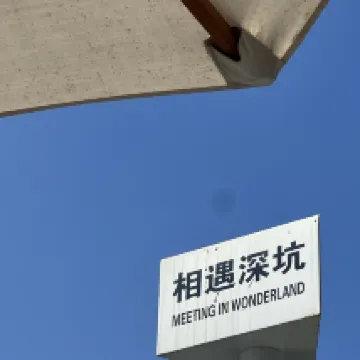 相遇深坑
MEETING IN WONDERLAND